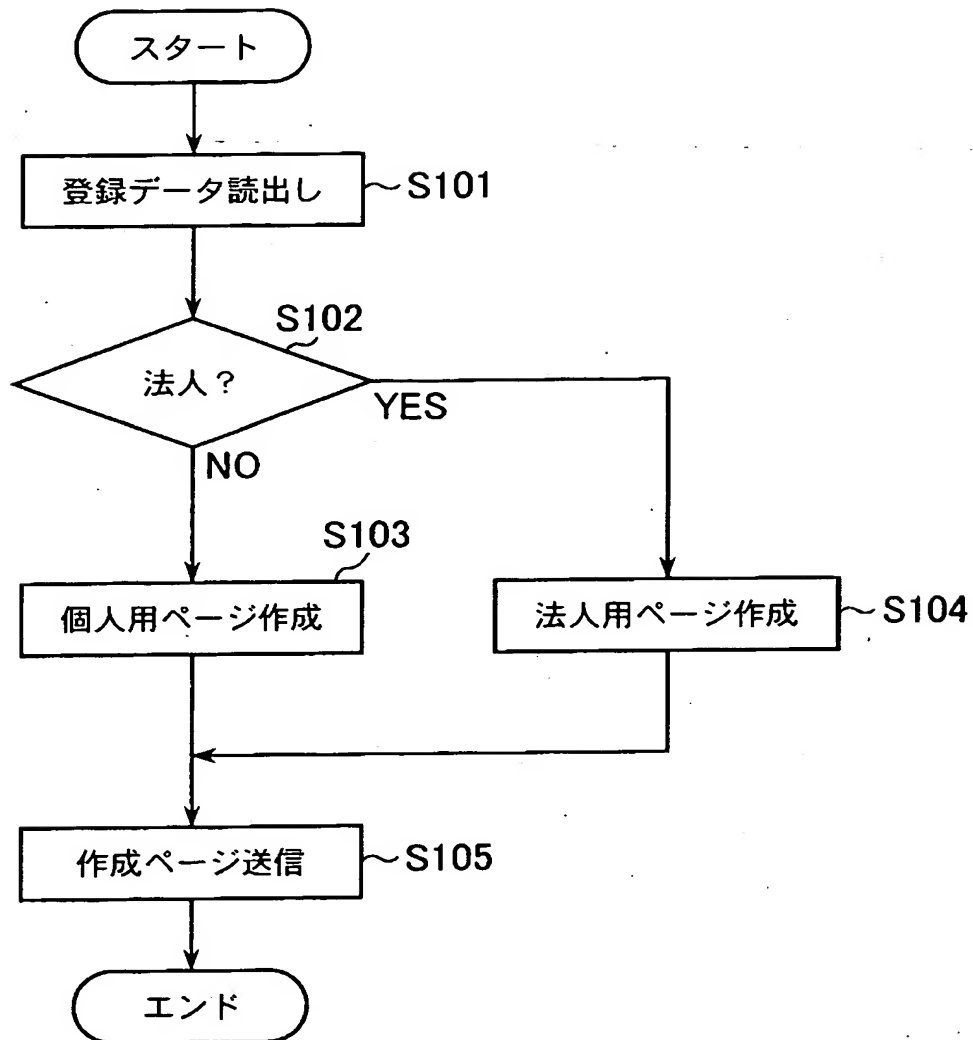 スタート
登録データ読出し
S101
S102
法人？
YES
NO
S103
個人用ページ作成
法人用ページ作成
S104
作成ページ送信
S105
エンド